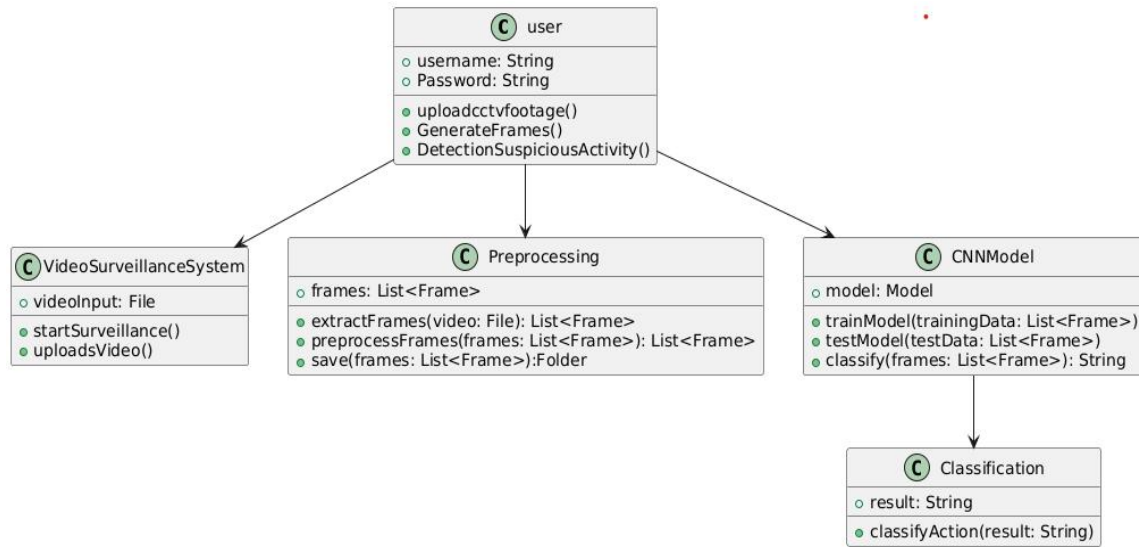 C user
username: String
Password: String
uploadcctvfootage()
GenerateFrames()
DetectionSuspiciousActivity()
C VideoSurveillanceSystem
videoInput: File
startSurveillance()
uploadsVideo()
C Preprocessing
frames: List<Frame>
extractFrames(video: File): List<Frame>
preprocessFrames(frames: List<Frame>): List<Frame>
save(frames: List<Frame>):Folder
C CNNModel
model: Model
trainModel(trainingData: List<Frame>)
testModel(testData: List<Frame>)
classify(frames: List<Frame>): String
C Classification
result: String
classifyAction(result: String)